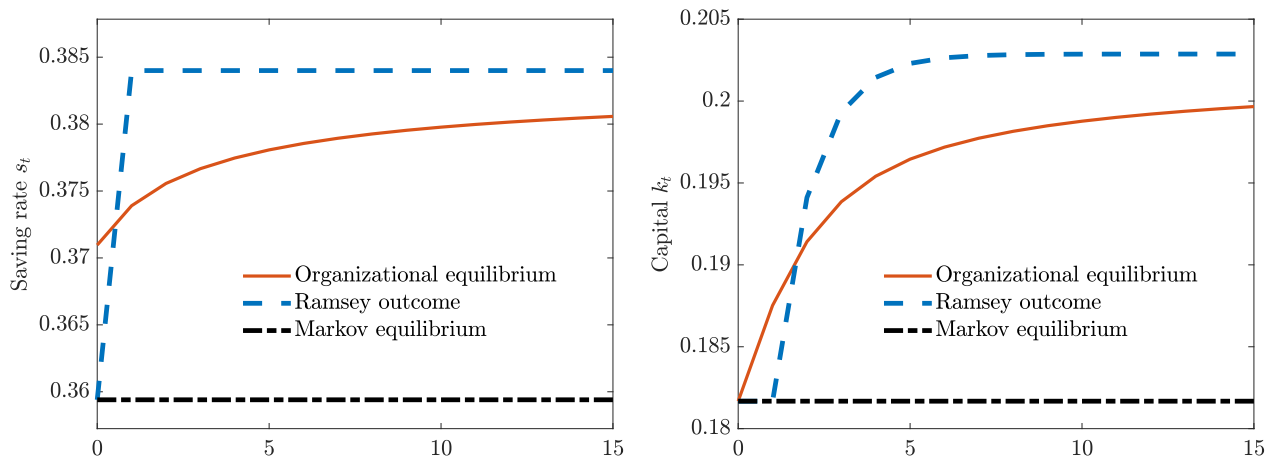 0.385
0.38
0.375
0.37
0.365
0.36
Saving rate s_t
Organizational equilibrium
Ramsey outcome
Markov equilibrium
0 5 10 15
0.205
0.2
0.195
0.19
0.185
0.18
Capital k_t
Organizational equilibrium
Ramsey outcome
Markov equilibrium
0 5 10 15